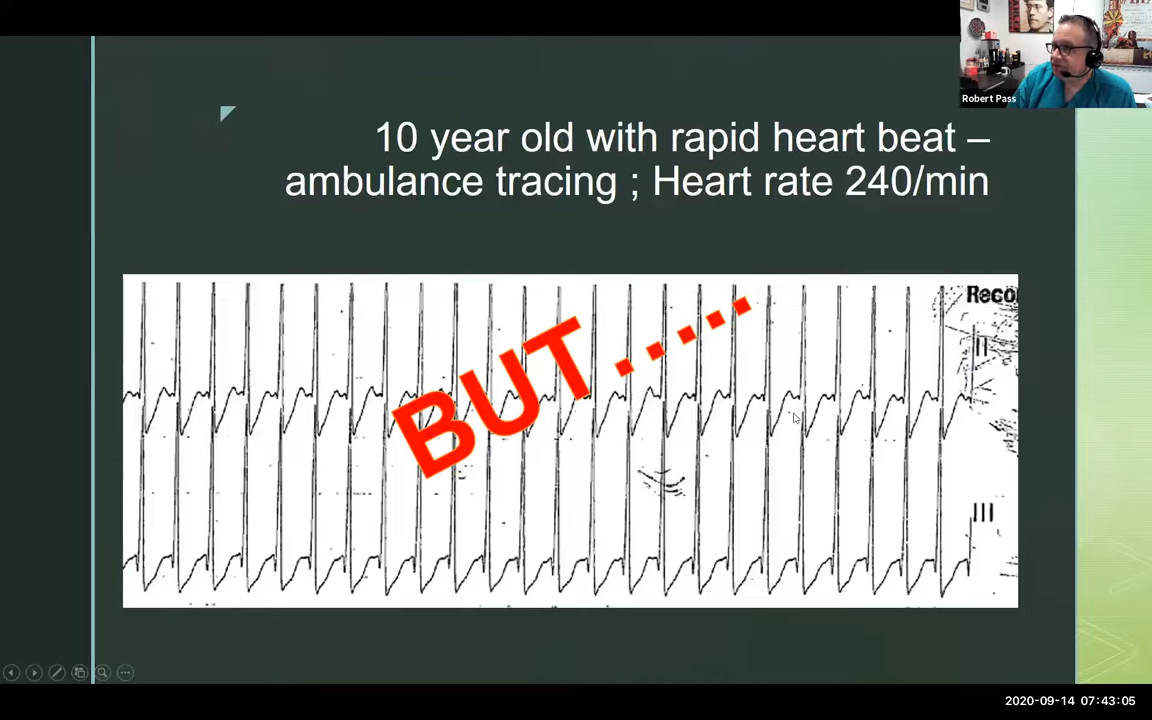 Robert Pass
10 year old with rapid heart beat –
ambulance tracing ; Heart rate 240/min
Reco
II
BUT.....
III
2020-09-14 07:43:05